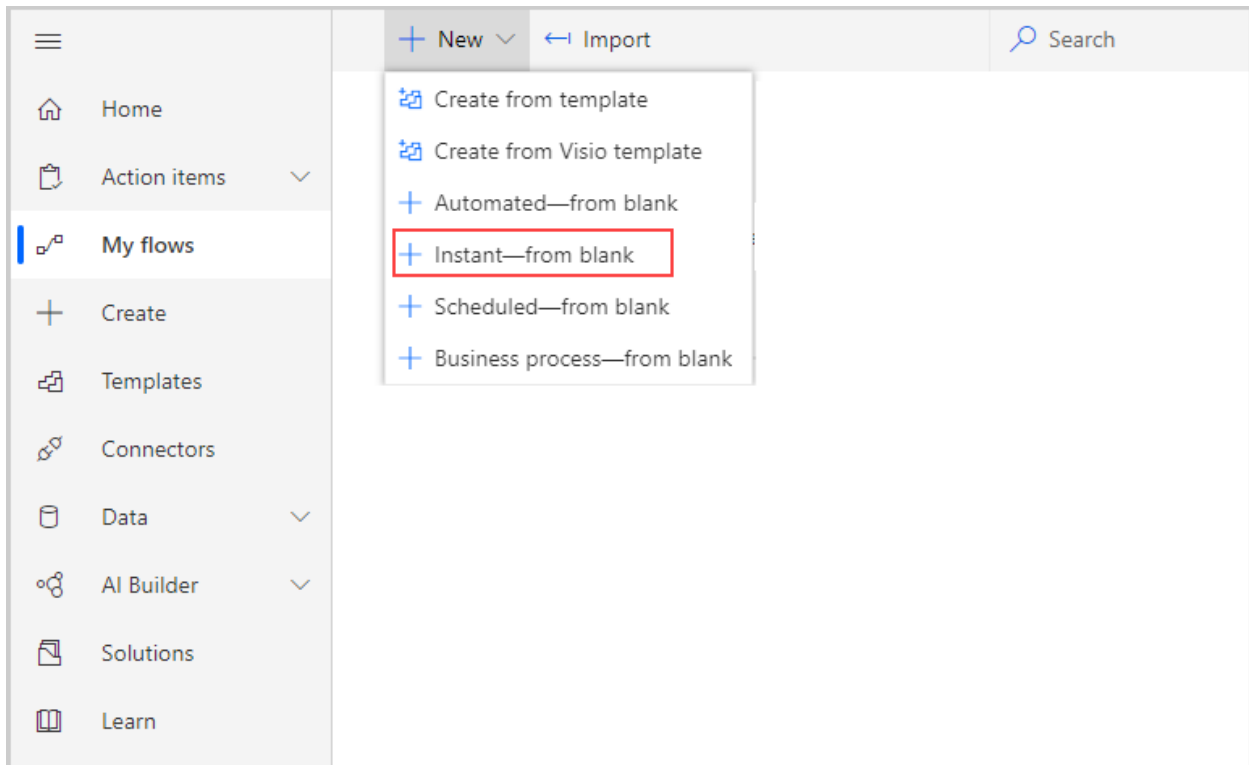 New
Import
Search
Home
Action items
My flows
Create
Templates
Connectors
Data
AI Builder
Solutions
Learn
Create from template
Create from Visio template
Automated—from blank
Instant—from blank
Scheduled—from blank
Business process—from blank